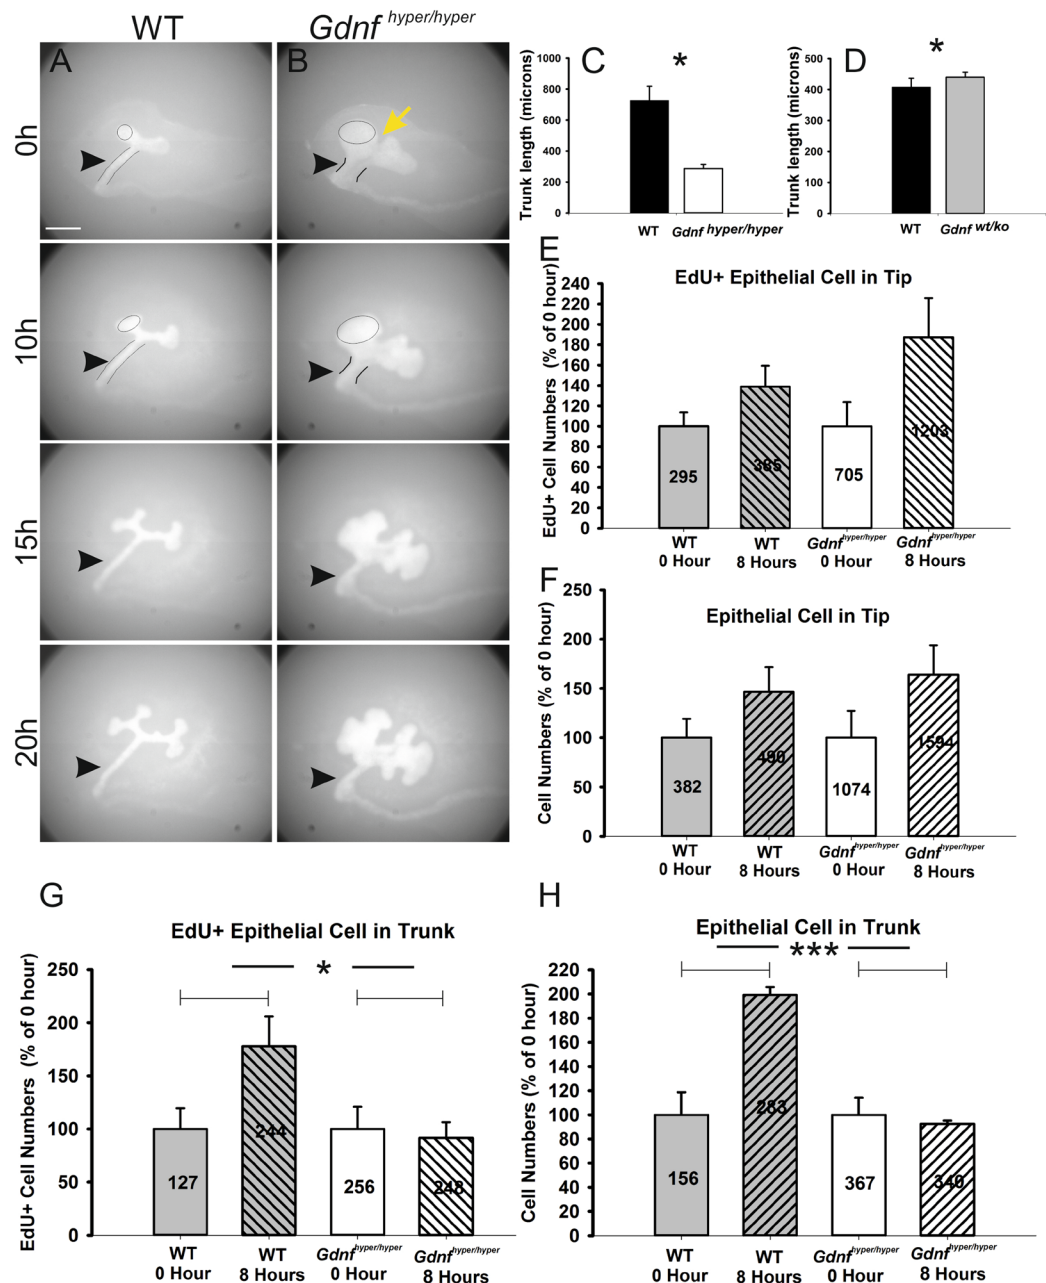 WT
Gdnf hyper/hyper
A
B
0h
10h
15h
20h
C
*
Trunk length (microns)
1000
800
600
400
200
0
WT
Gdnf hyper/hyper
D
*
Trunk length (microns)
500
400
300
200
100
0
WT
Gdnf wt/ko
E
EdU+ Epithelial Cell in Tip
EdU+ Cell Numbers (% of 0 hour)
240
220
200
180
160
140
120
100
80
60
40
20
0
295
385
705
1203
WT
0 Hour
WT
8 Hours
Gdnf hyper/hyper
0 Hour
Gdnf hyper/hyper
8 Hours
F
Epithelial Cell in Tip
Cell Numbers (% of 0 hour)
250
200
150
100
50
0
382
490
1074
1594
WT
0 Hour
WT
8 Hours
Gdnf hyper/hyper
0 Hour
Gdnf hyper/hyper
8 Hours
G
EdU+ Epithelial Cell in Trunk
*
EdU+ Cell Numbers (% of 0 hour)
250
200
150
100
50
0
127
244
256
248
WT
0 Hour
WT
8 Hours
Gdnf hyper/hyper
0 Hour
Gdnf hyper/hyper
8 Hours
H
Epithelial Cell in Trunk
***
Cell Numbers (% of 0 hour)
220
200
180
160
140
120
100
80
60
40
20
0
156
283
367
340
WT
0 Hour
WT
8 Hours
Gdnf hyper/hyper
0 Hour
Gdnf hyper/hyper
8 Hours